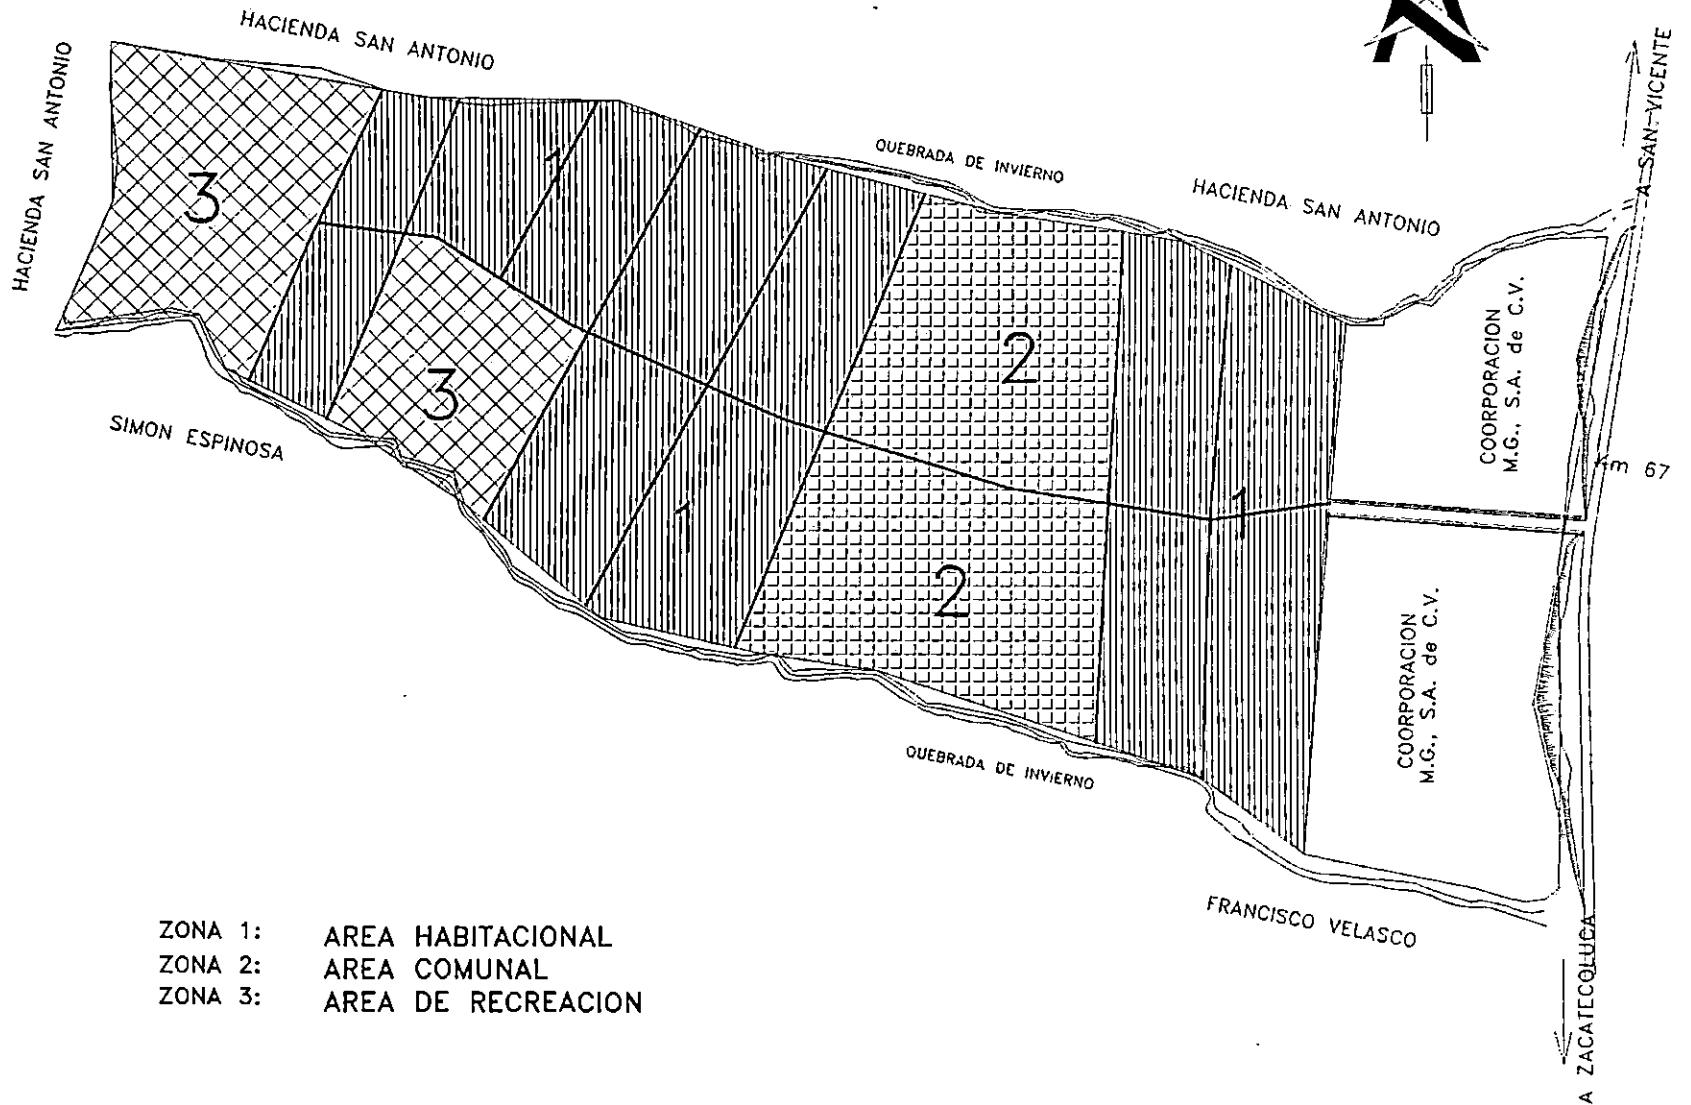 HACIENDA SAN ANTONIO
HACIENDA SAN ANTONIO
A SAN VICENTE
QUEBRADA DE INVIERNO
HACIENDA SAN ANTONIO
1
3
COORPORACION
M.G., S.A. de C.V.
2
3
SIMON ESPINOSA
Km 67
1
1
2
COORPORACION
M.G., S.A. de C.V.
QUEBRADA DE INVIERNO
FRANCISCO VELASCO
A ZACATECOLUCA
ZONA 1: AREA HABITACIONAL
ZONA 2: AREA COMUNAL
ZONA 3: AREA DE RECREACION